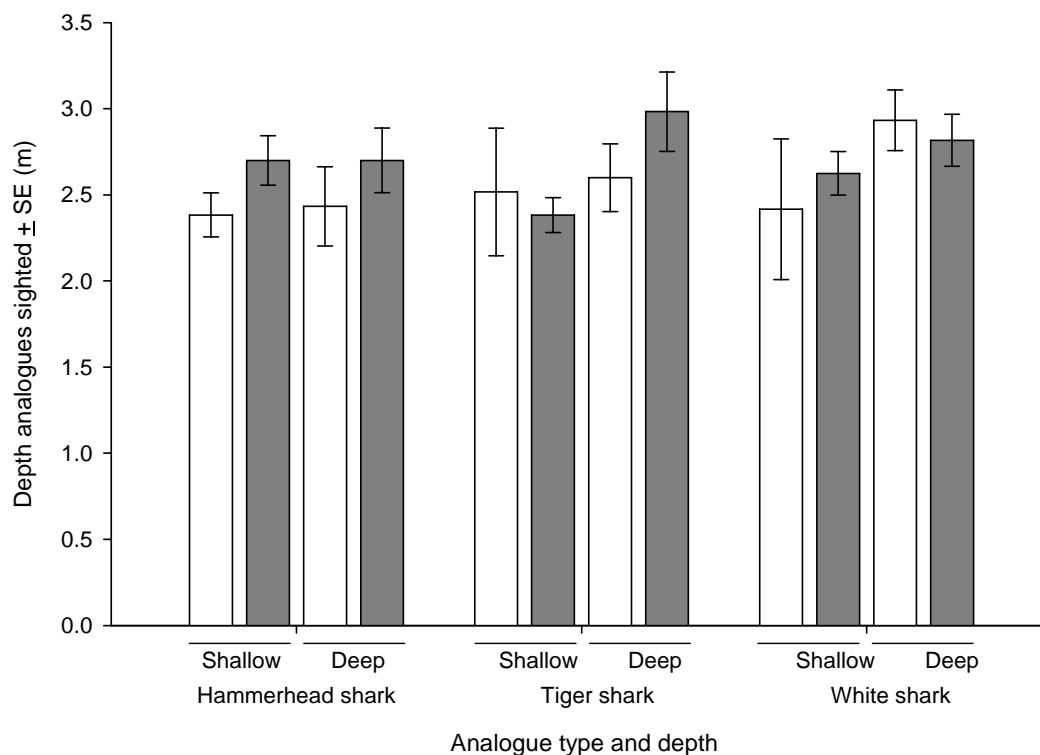 Depth analogues sighted ± SE (m)
3.5
3.0
2.5
2.0
1.5
1.0
0.5
0.0
Shallow Deep Shallow Deep Shallow Deep
Hammerhead shark Tiger shark White shark
Analogue type and depth